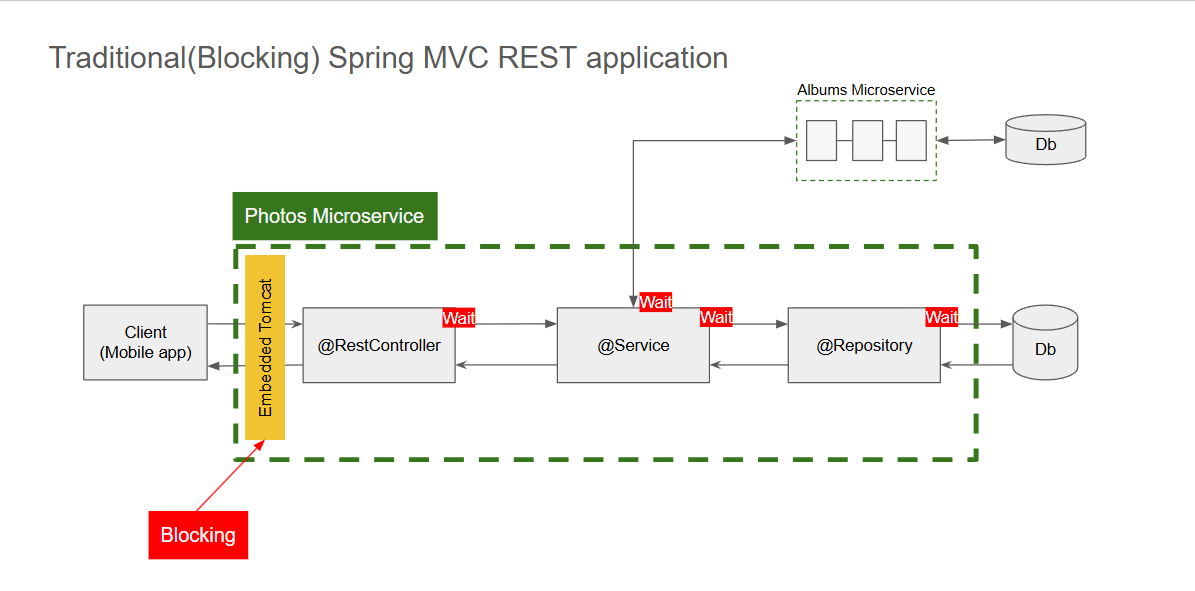 Traditional(Blocking) Spring MVC REST application
Albums Microservice
Db
Photos Microservice
Embedded Tomcat
Client
(Mobile app)
@RestController
Wait
@Service
Wait
Wait
@Repository
Wait
Db
Blocking